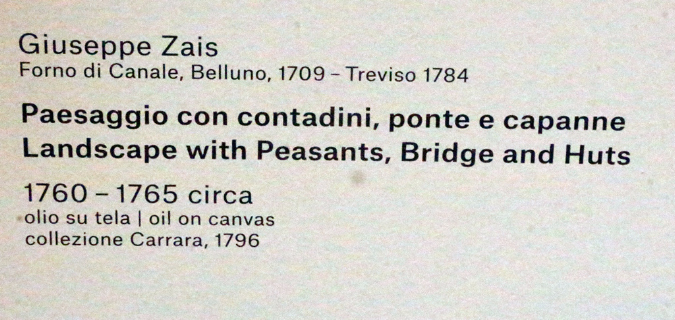 Giuseppe Zais
Forno di Canale, Belluno, 1709 – Treviso 1784
Paesaggio con contadini, ponte e capanne
Landscape with Peasants, Bridge and Huts
1760 – 1765 circa
olio su tela | oil on canvas
collezione Carrara, 1796